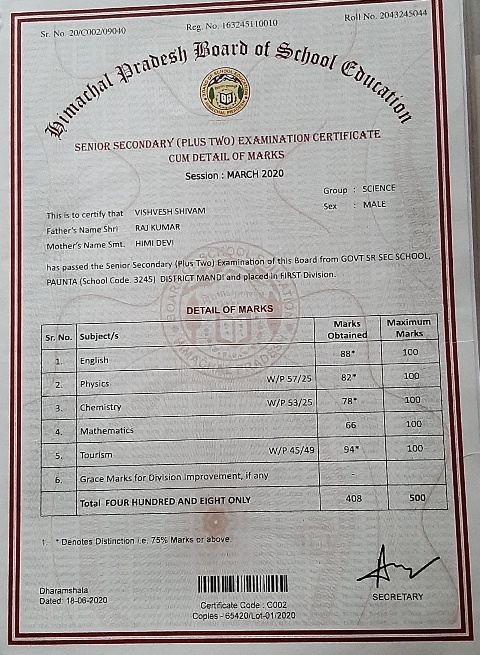 Sr. No. 20/C002/09040
Reg. No. 163245110010
Roll No. 2043245044
Himachal Pradesh Board of School Education
SENIOR SECONDARY (PLUS TWO) EXAMINATION CERTIFICATE
CUM DETAIL OF MARKS
Session : MARCH 2020
Group : SCIENCE
Sex : MALE
This is to certify that VISHVESH SHIVAM
Father's Name Shri RAJ KUMAR
Mother's Name Smt. HIMI DEVI
has passed the Senior Secondary (Plus Two) Examination of this Board from GOVT SR SEC SCHOOL,
PAUNTA (School Code. 3245) DISTRICT MANDI and placed in FIRST Division.
DETAIL OF MARKS
Sr. No. Subject/s Marks Obtained Maximum Marks
1. English 88* 100
2. Physics W/P 57/25 82* 100
3. Chemistry W/P 53/25 78* 100
4. Mathematics 66 100
5. Tourism W/P 45/49 94* 100
6. Grace Marks for Division Improvement, if any -
Total FOUR HUNDRED AND EIGHT ONLY 408 500
1. * Denotes Distinction i.e. 75% Marks or above.
Dharamshala
Dated: 18-06-2020
Certificate Code : C002
Copies - 65420/Lot-01/2020
SECRETARY